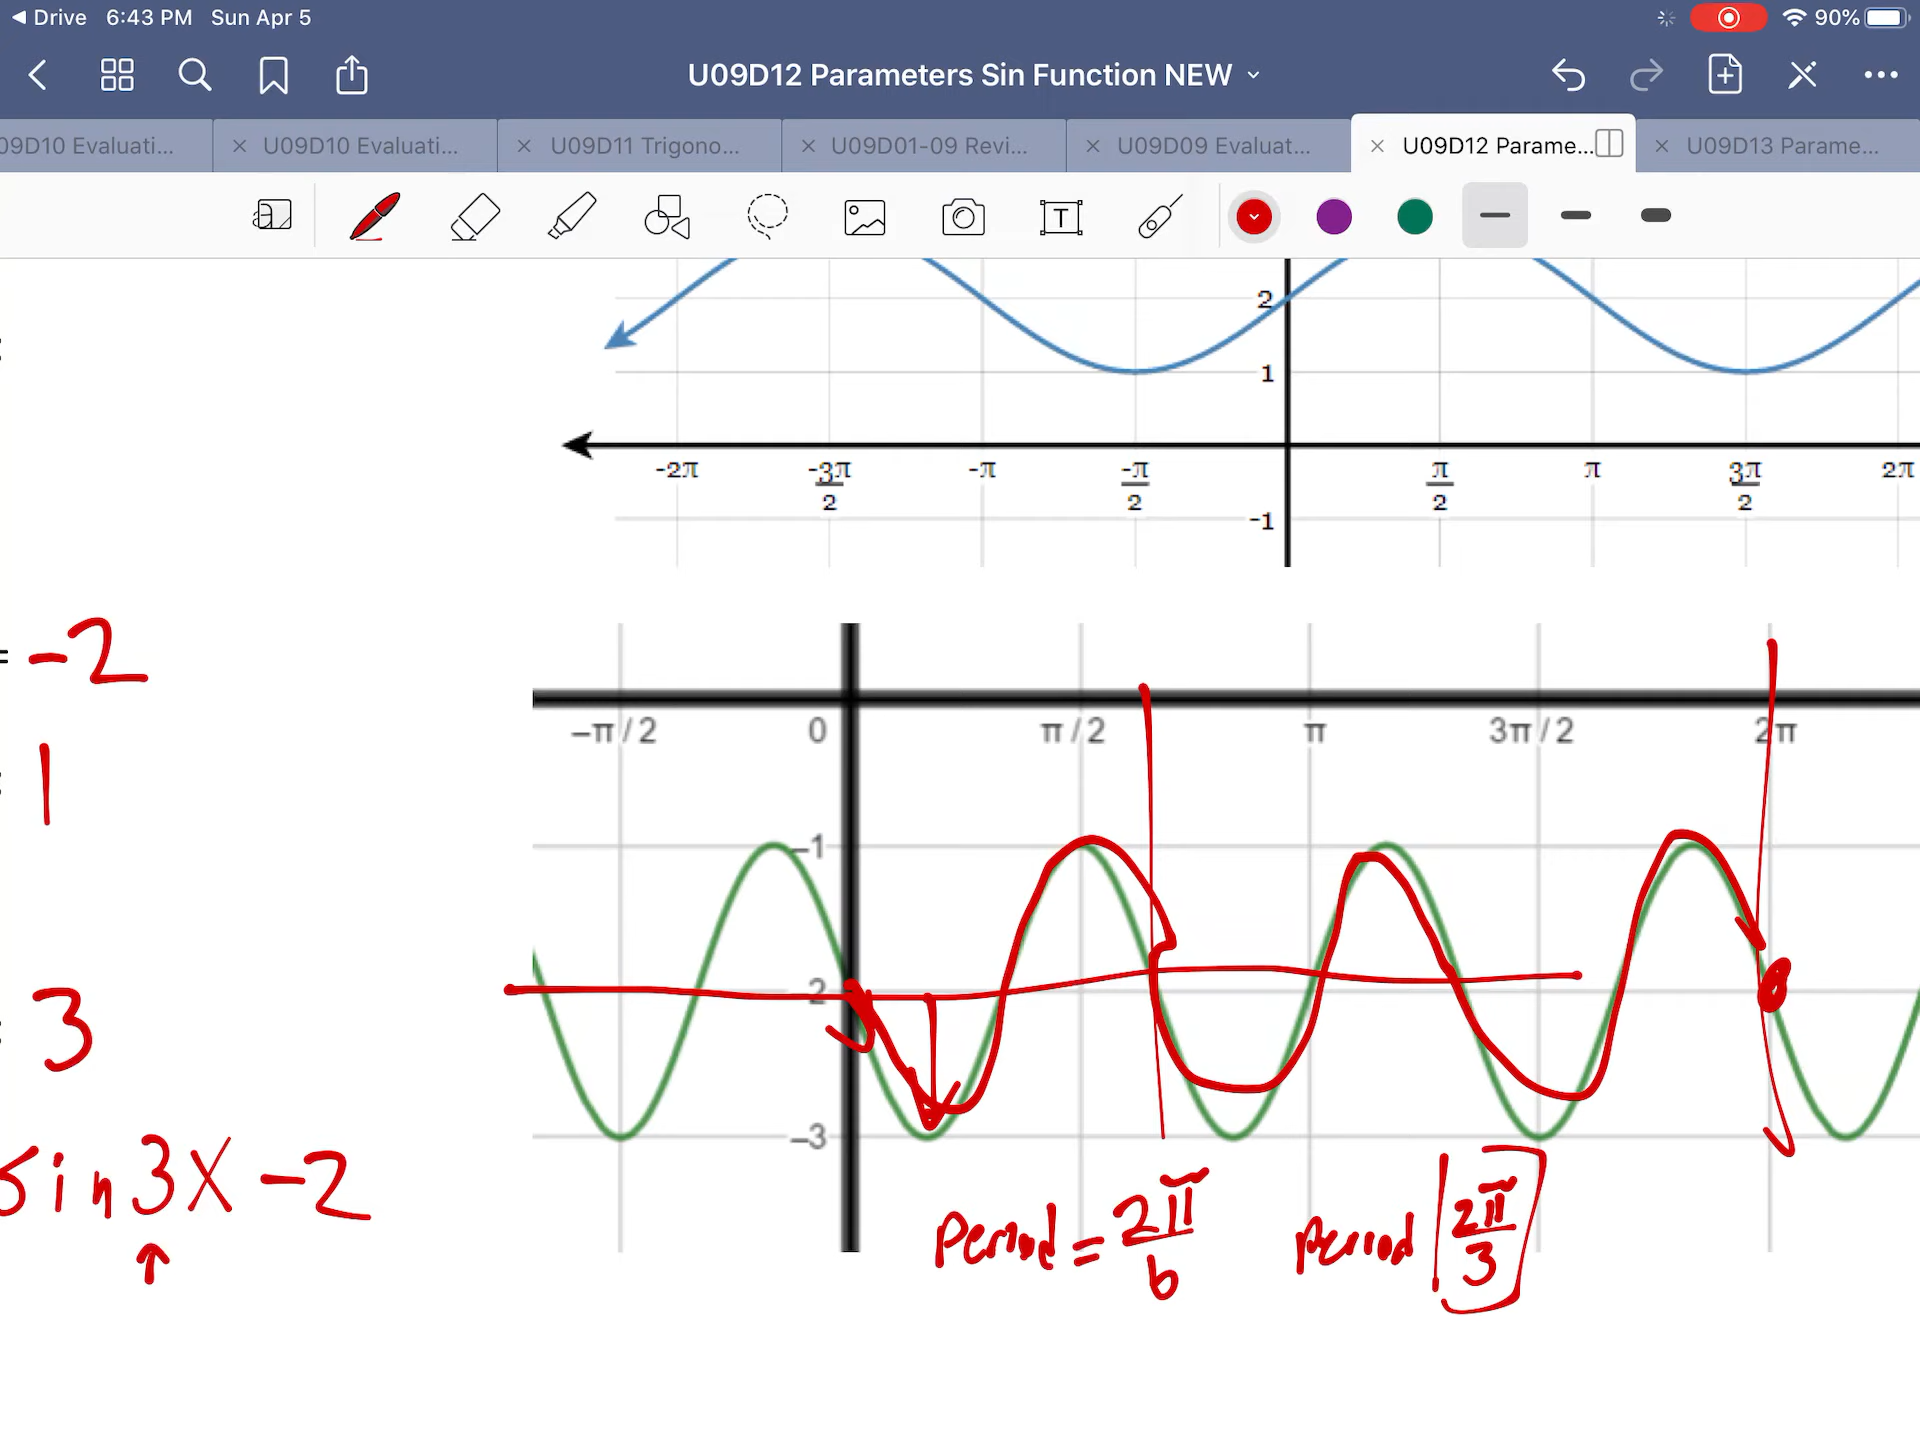 Drive 6:43 PM Sun Apr 5 90%
U09D12 Parameters Sin Function NEW
09D10 Evaluati... U09D10 Evaluati... U09D11 Trigono... U09D01-09 Revi... U09D09 Evaluat... U09D12 Parame... U09D13 Parame...
2
1
-2π -3π/2 -π -π/2 π/2 π 3π/2 2π
-1
= -2
-π/2 0 π/2 π 3π/2 2π
1
-1
-2
3
-3
sin 3x -2
Period = 2π/b Period 2π/3